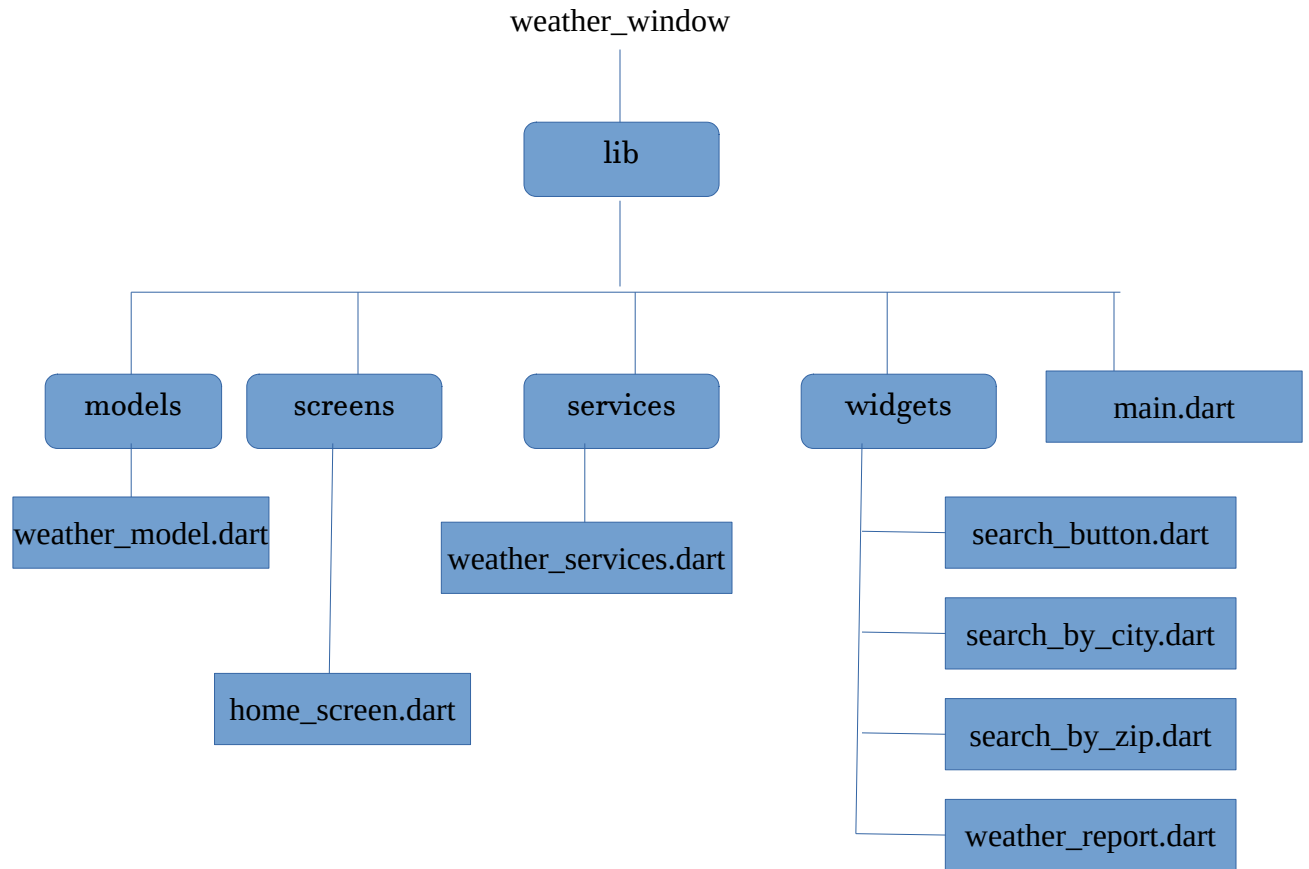 weather_window
lib
models
screens
services
widgets
main.dart
weather_model.dart
search_button.dart
weather_services.dart
search_by_city.dart
home_screen.dart
search_by_zip.dart
weather_report.dart